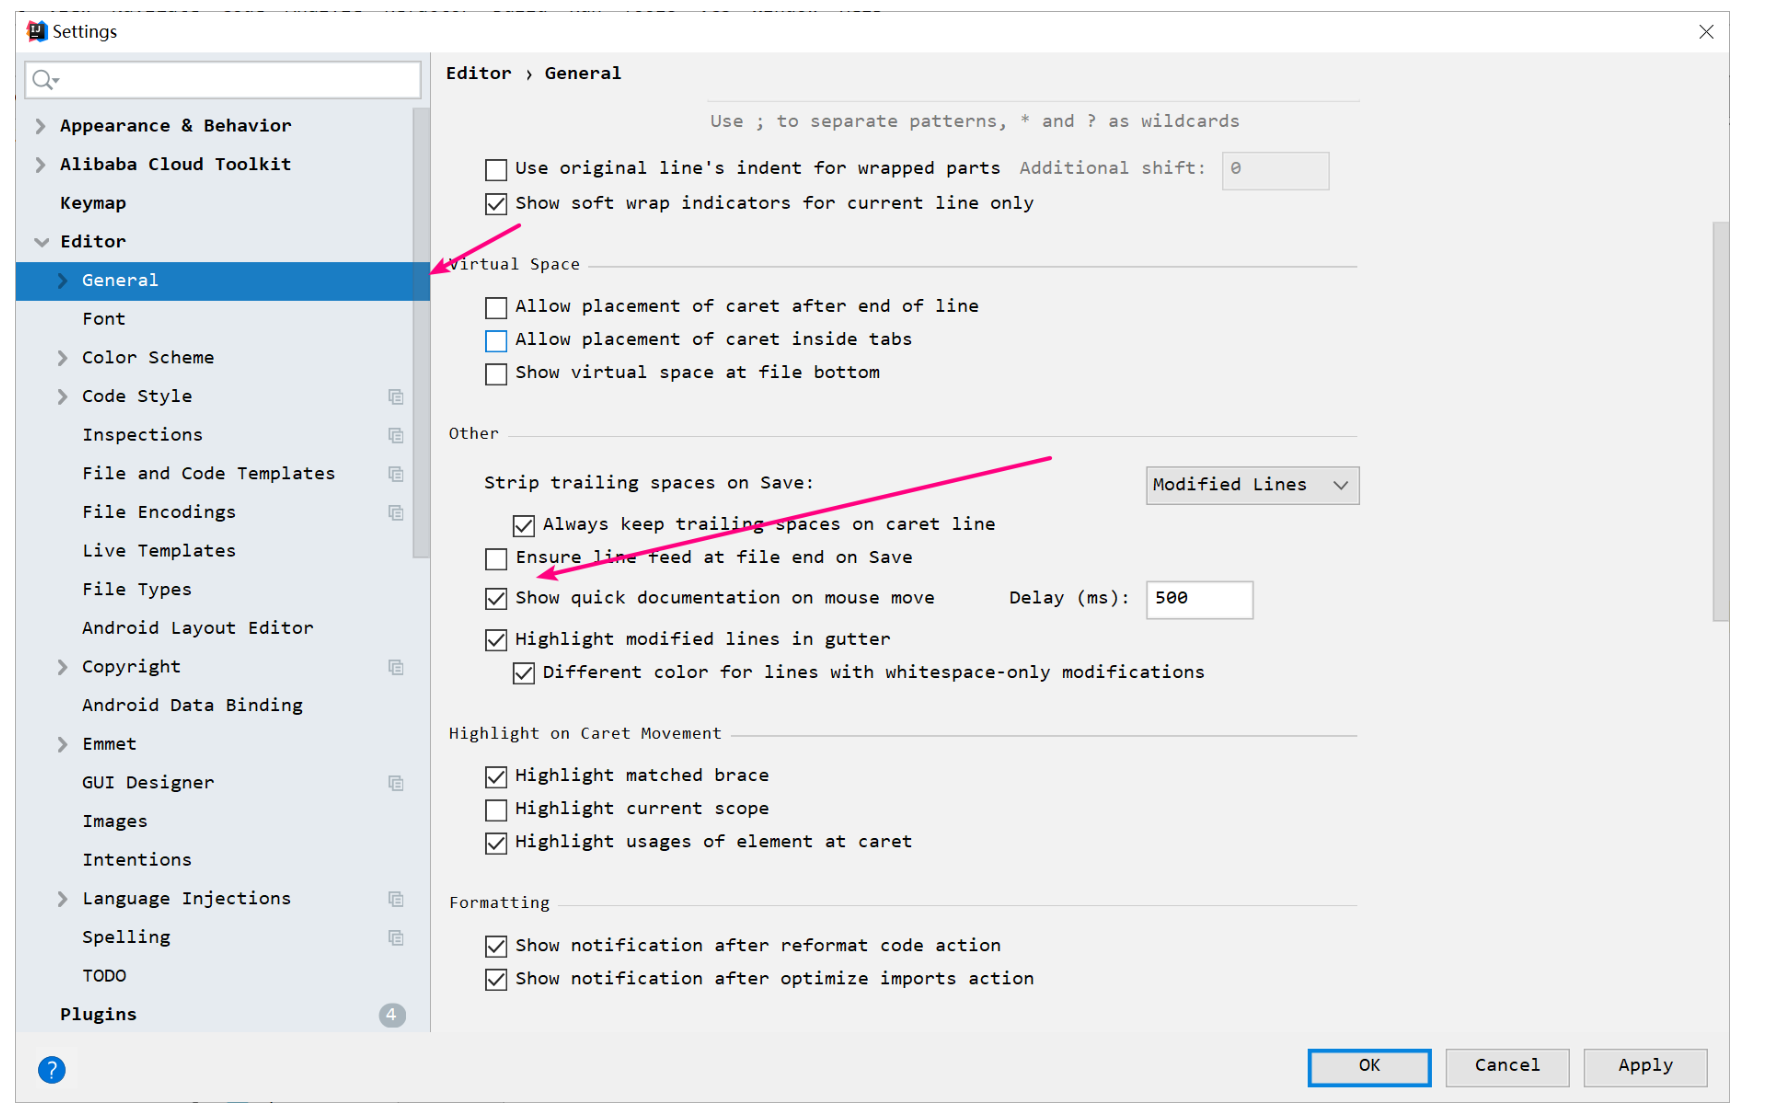 Settings
Appearance & Behavior
Alibaba Cloud Toolkit
Keymap
Editor
General
Font
Color Scheme
Code Style
Inspections
File and Code Templates
File Encodings
Live Templates
File Types
Android Layout Editor
Copyright
Android Data Binding
Emmet
GUI Designer
Images
Intentions
Language Injections
Spelling
TODO
Plugins 4
?
Editor › General
Use ; to separate patterns, * and ? as wildcards
Use original line's indent for wrapped parts Additional shift: 0
Show soft wrap indicators for current line only
Virtual Space
Allow placement of caret after end of line
Allow placement of caret inside tabs
Show virtual space at file bottom
Other
Strip trailing spaces on Save: Modified Lines
Always keep trailing spaces on caret line
Ensure line feed at file end on Save
Show quick documentation on mouse move Delay (ms): 500
Highlight modified lines in gutter
Different color for lines with whitespace-only modifications
Highlight on Caret Movement
Highlight matched brace
Highlight current scope
Highlight usages of element at caret
Formatting
Show notification after reformat code action
Show notification after optimize imports action
OK Cancel Apply